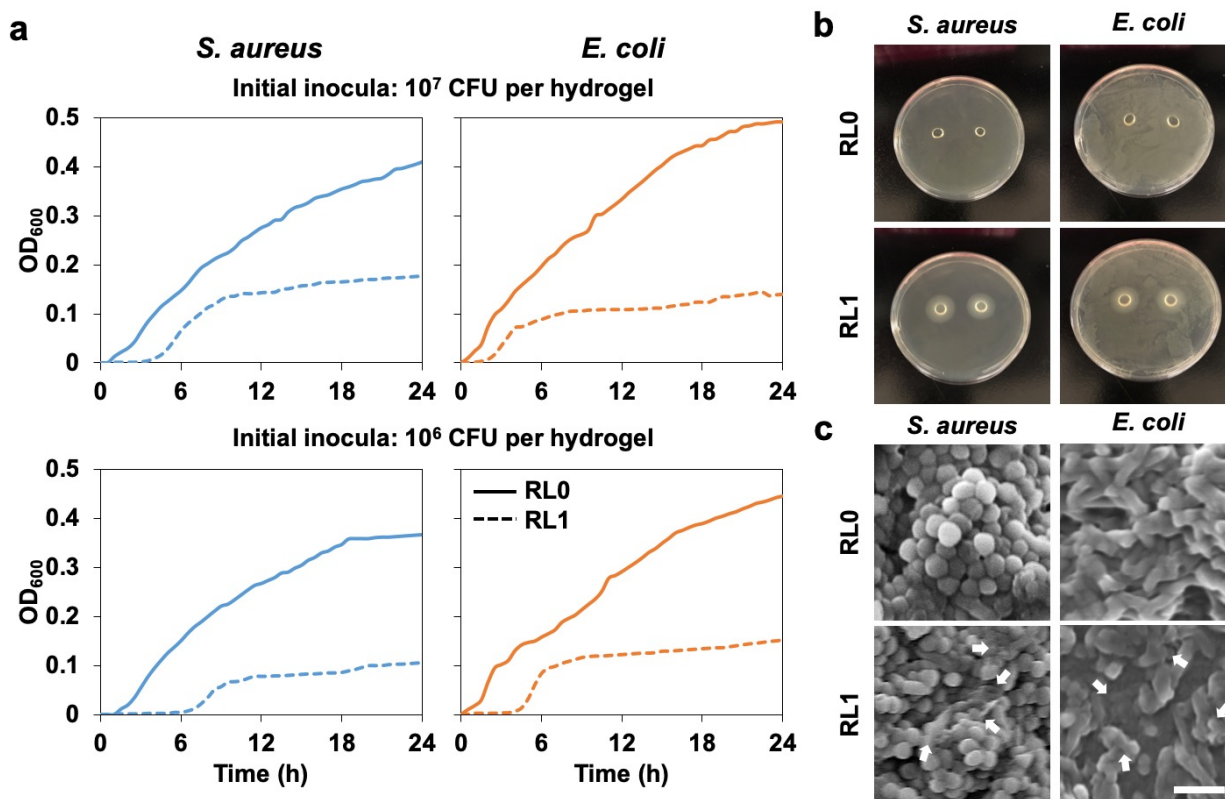 a
S. aureus
E. coli
Initial inocula: 10⁷ CFU per hydrogel
0.5
0.4
0.3
0.2
0.1
0
OD₆₀₀
0 6 12 18 24
0 6 12 18 24
Initial inocula: 10⁶ CFU per hydrogel
0.5
0.4
0.3
0.2
0.1
0
OD₆₀₀
RL0
RL1
0 6 12 18 24
0 6 12 18 24
Time (h)
Time (h)
b
S. aureus
E. coli
RL0
RL1
c
S. aureus
E. coli
RL0
RL1